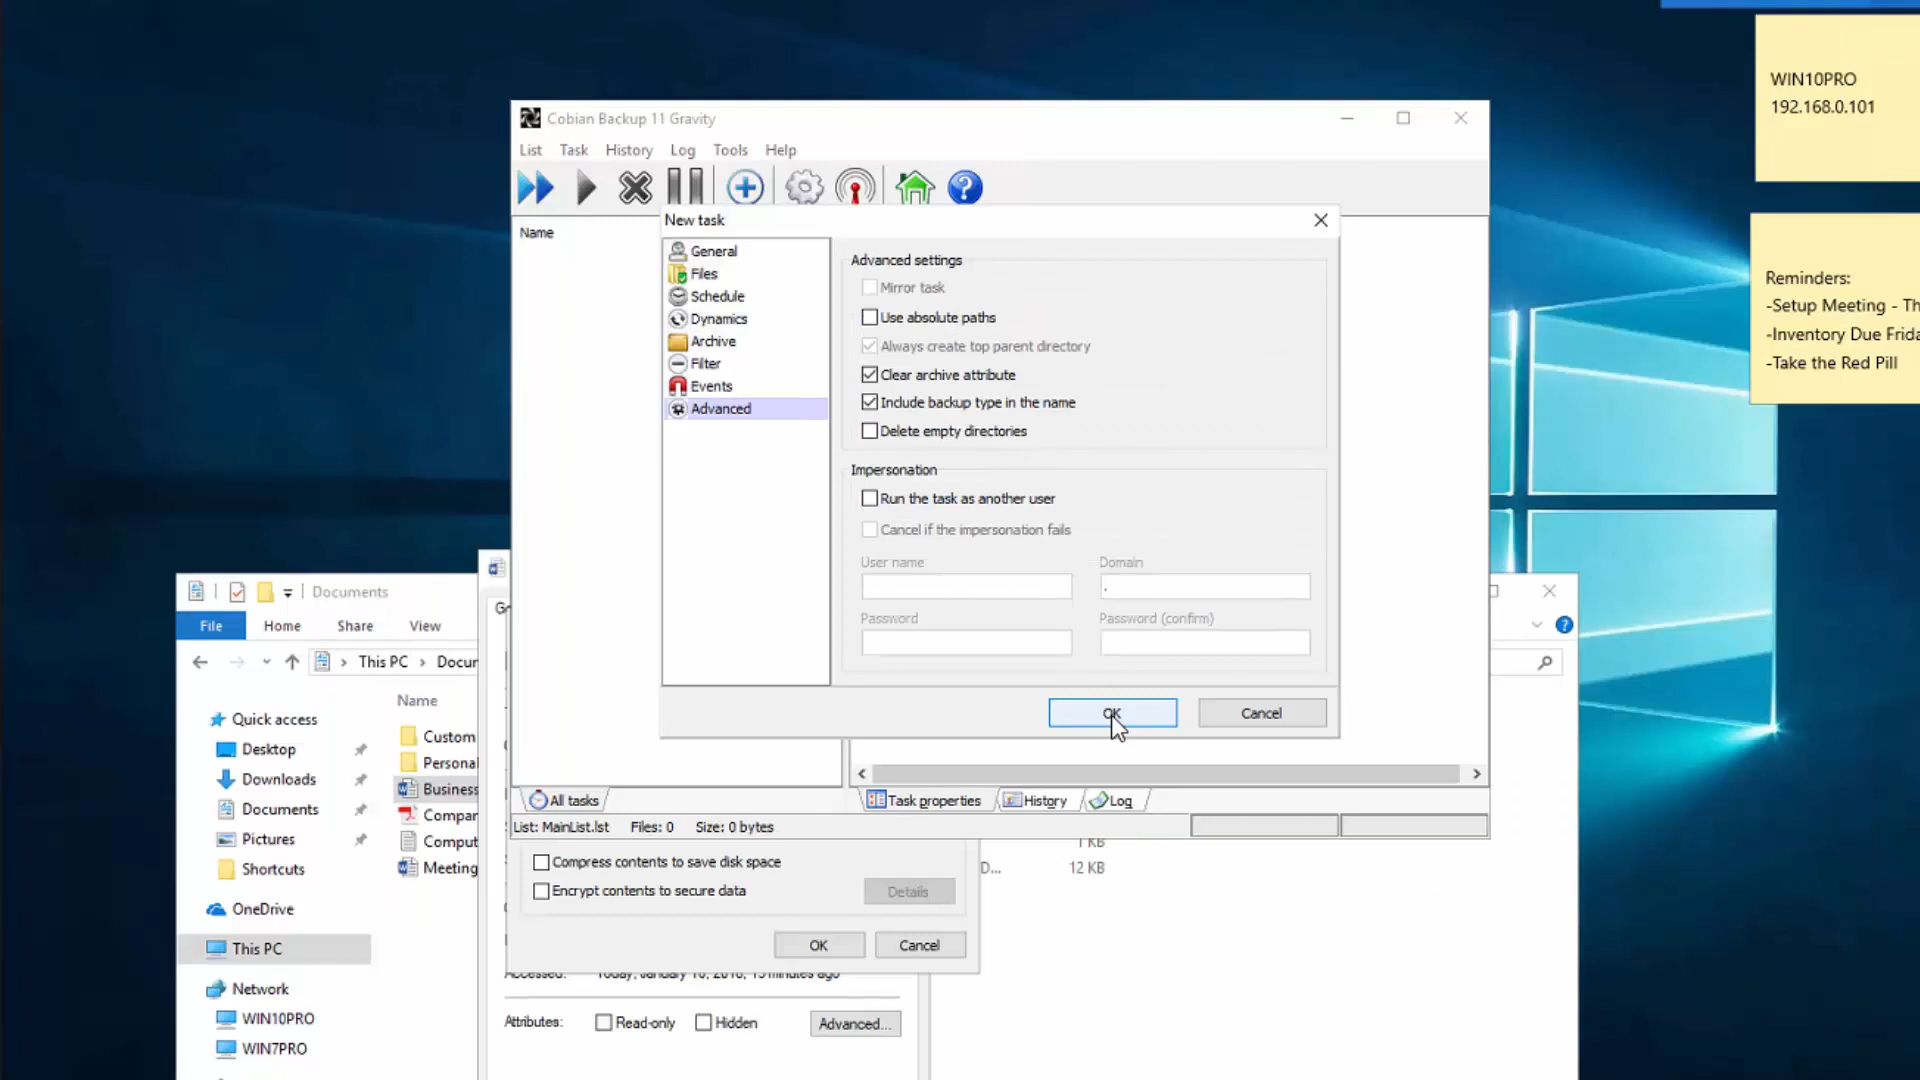 WIN10PRO
192.168.0.101
Reminders:
-Setup Meeting - Th
-Inventory Due Frida
-Take the Red Pill
Cobian Backup 11 Gravity
List Task History Log Tools Help
Name
New task
General
Files
Schedule
Dynamics
Archive
Filter
Events
Advanced
Advanced settings
Mirror task
Use absolute paths
Always create top parent directory
Clear archive attribute
Include backup type in the name
Delete empty directories
Impersonation
Run the task as another user
Cancel if the impersonation fails
User name Domain
.
Password Password (confirm)
OK Cancel
All tasks Task properties History Log
List: MainList.lst Files: 0 Size: 0 bytes
Documents
File Home Share View
This PC > Docur
Name
Quick access
Desktop
Downloads
Documents
Pictures
Shortcuts
OneDrive
This PC
Network
WIN10PRO
WIN7PRO
Custom
Personal
Business
Compar
Comput
Meeting
1 KB
D... 12 KB
Compress contents to save disk space
Encrypt contents to secure data Details
OK Cancel
Attributes: Read-only Hidden Advanced...